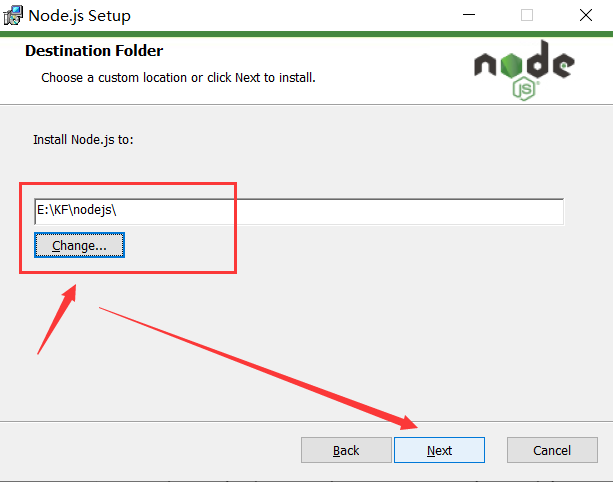 Node.js Setup
Destination Folder
Choose a custom location or click Next to install.
node
JS
Install Node.js to:
E:\KF\nodejs\
Change...
Back
Next
Cancel